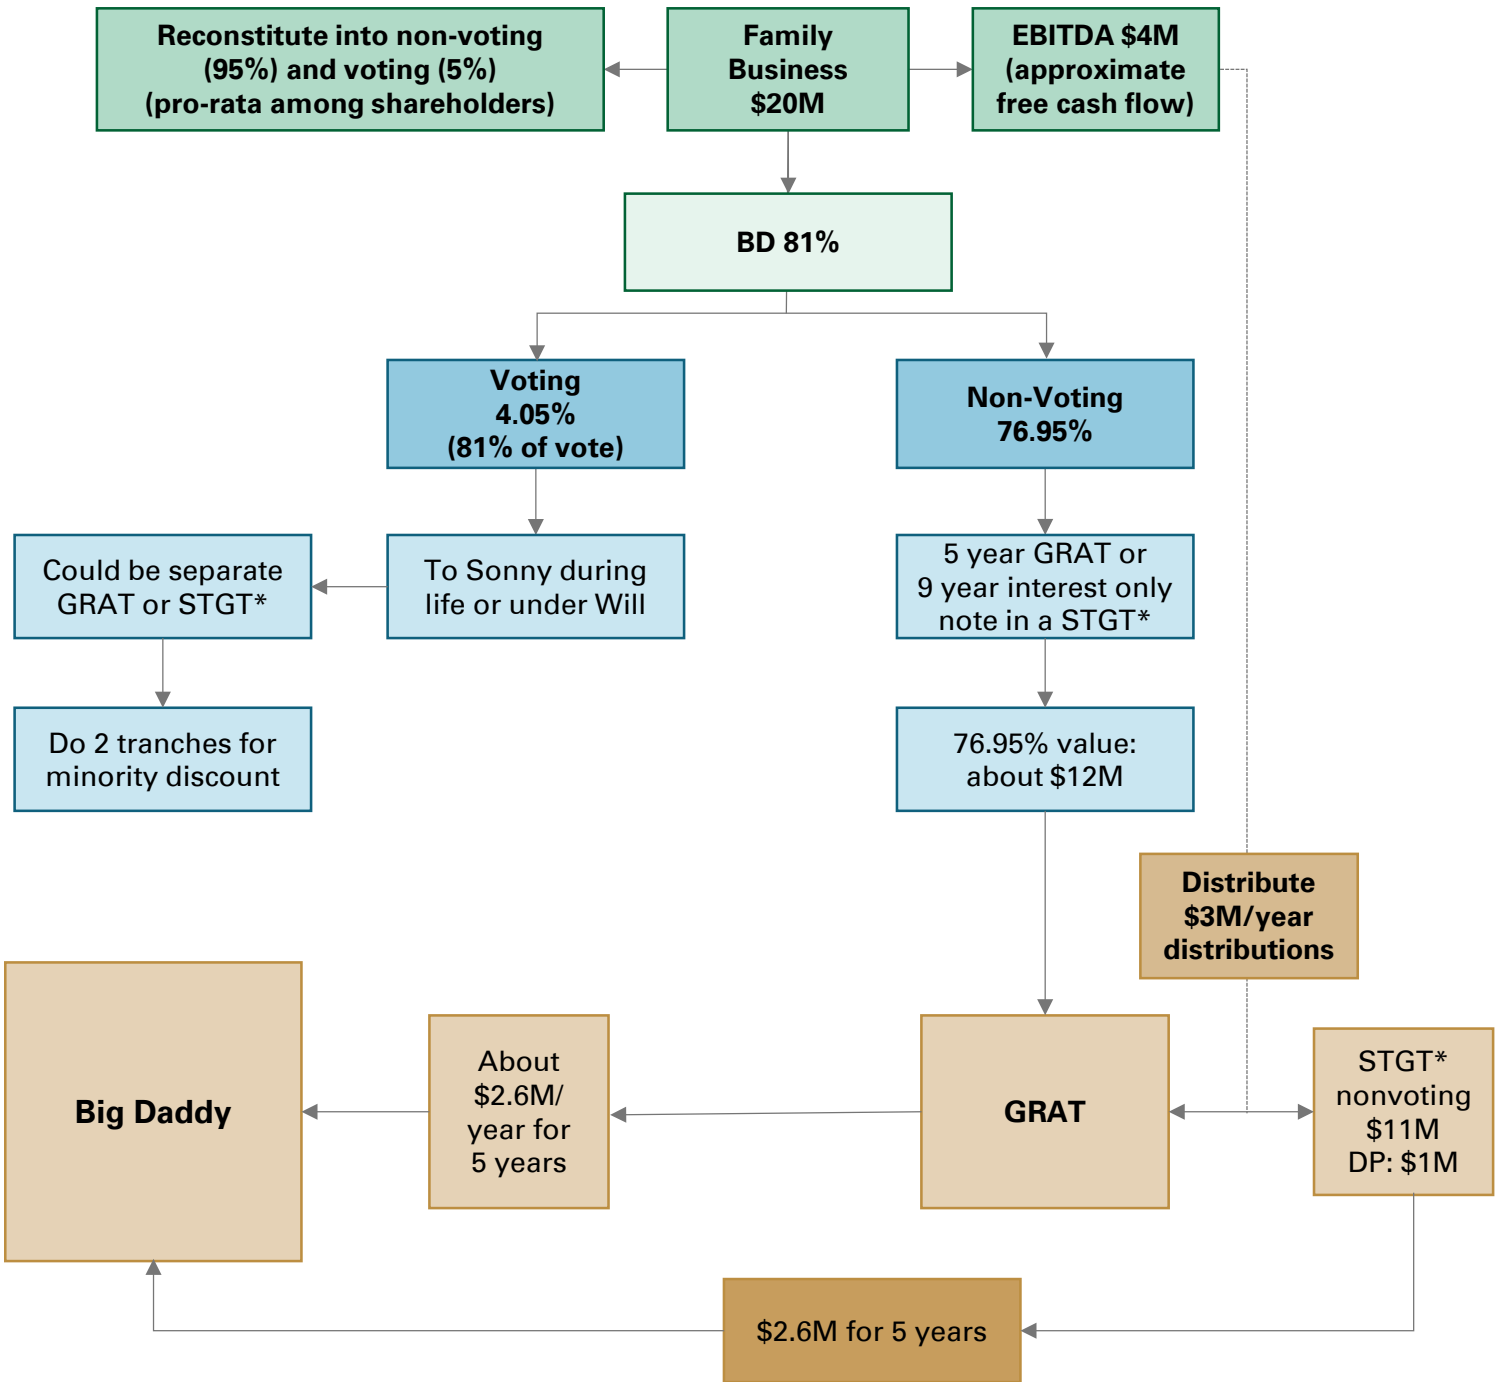 Reconstitute into non-voting
(95%) and voting (5%)
(pro-rata among shareholders)
Family
Business
$20M
EBITDA $4M
(approximate
free cash flow)
BD 81%
Voting
4.05%
(81% of vote)
Non-Voting
76.95%
Could be separate
GRAT or STGT*
To Sonny during
life or under Will
5 year GRAT or
9 year interest only
note in a STGT*
Do 2 tranches for
minority discount
76.95% value:
about $12M
Distribute
$3M/year
distributions
Big Daddy
About
$2.6M/
year for
5 years
GRAT
STGT*
nonvoting
$11M
DP: $1M
$2.6M for 5 years